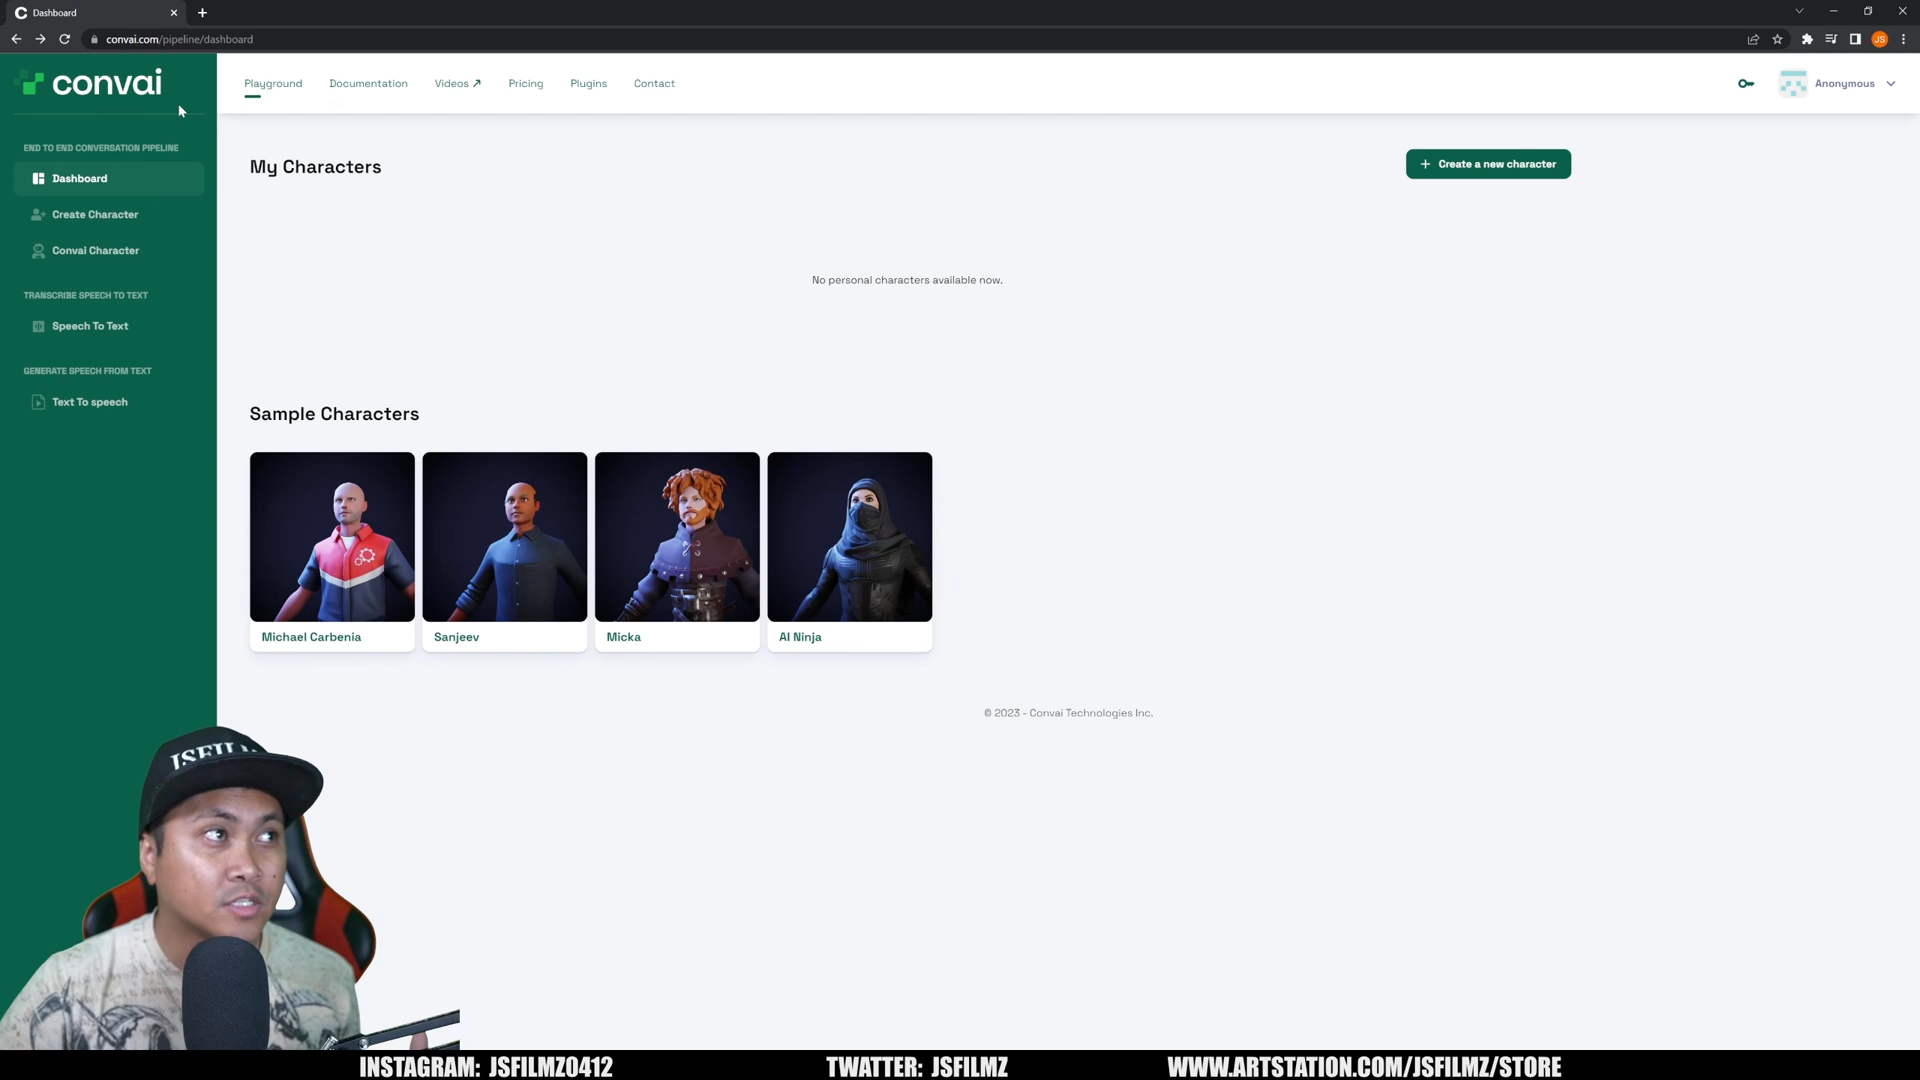 Dashboard
convai.com/pipeline/dashboard
JS
convai
Playground
Documentation
Videos ↗
Pricing
Plugins
Contact
Anonymous
END TO END CONVERSATION PIPELINE
Dashboard
Create Character
Convai Character
TRANSCRIBE SPEECH TO TEXT
Speech To Text
GENERATE SPEECH FROM TEXT
Text To speech
My Characters
+ Create a new character
No personal characters available now.
Sample Characters
Michael Carbenia
Sanjeev
Micka
AI Ninja
© 2023 - Convai Technologies Inc.
INSTAGRAM: JSFILMZ0412
TWATTER: JSFILMZ
WWW.ARTSTATION.COM/JSFILMZ/STORE